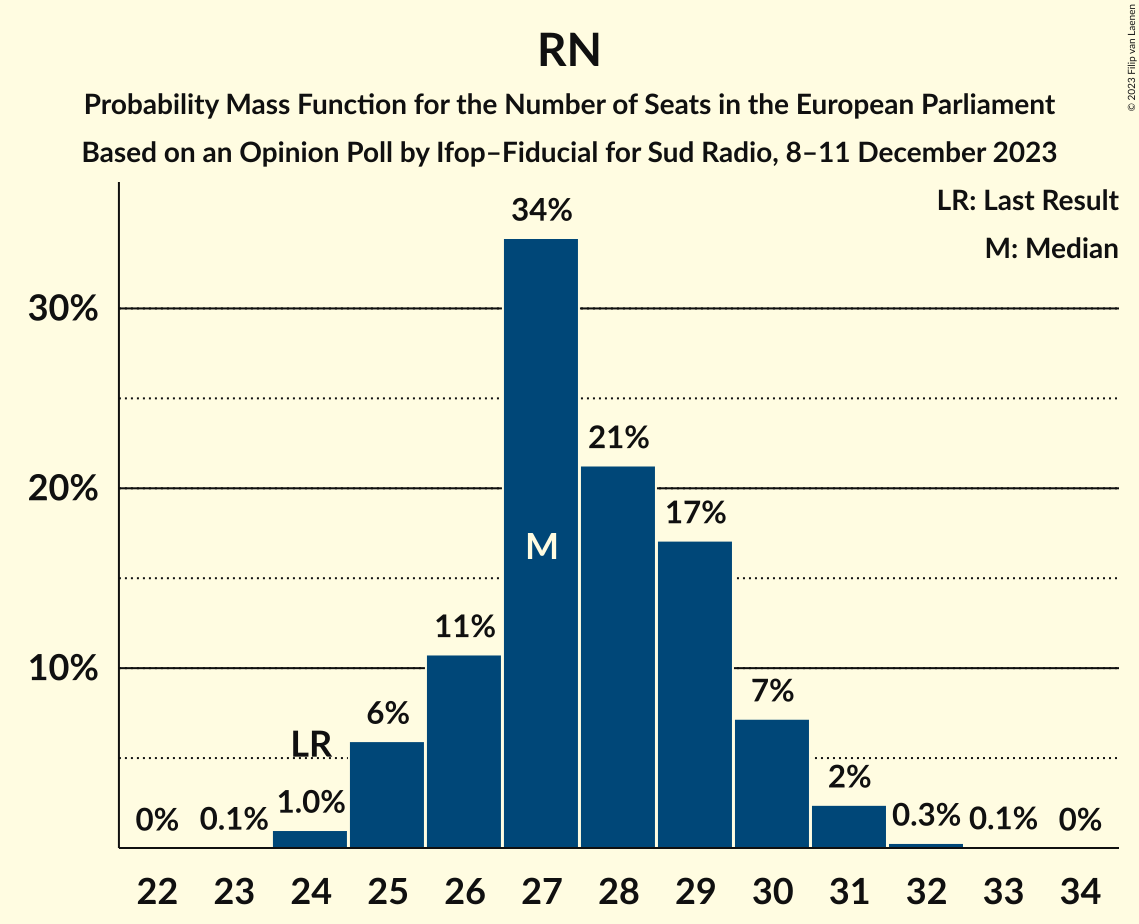 RN
Probability Mass Function for the Number of Seats in the European Parliament
Based on an Opinion Poll by Ifop–Fiducial for Sud Radio, 8–11 December 2023
© 2023 Filip van Laenen
LR: Last Result
M: Median
34%
30%
21%
20%
17%
M
11%
10%
7%
6%
LR
2%
0% 0.1% 1.0% 0.3% 0.1% 0%
22 23 24 25 26 27 28 29 30 31 32 33 34